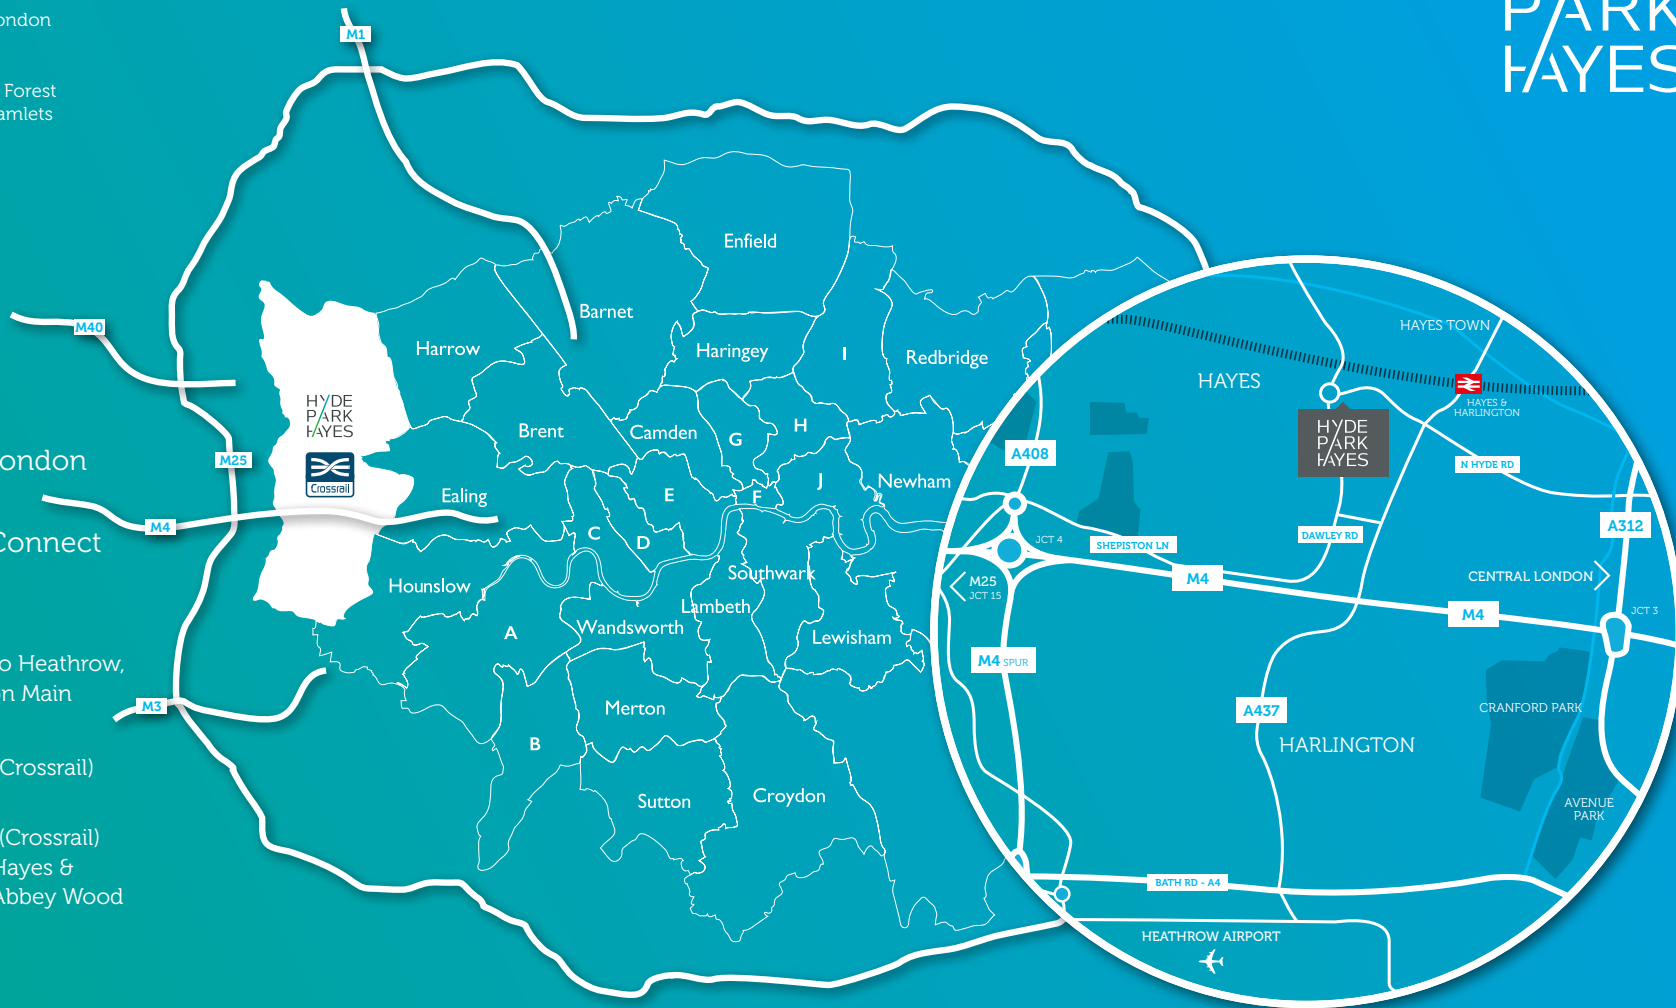 ondon
Forest
amlets
ondon
Connect
o Heathrow,
on Main
Crossrail)
(Crossrail)
Hayes &
Abbey Wood
PARK
HAYES
M1
M40
M25
M4
M3
HYDE
PARK
HAYES
Crossrail
Enfield
Barnet
Harrow
Haringey
I
Redbridge
Brent
Camden
G
H
Ealing
E
F
J
Newham
C
D
Hounslow
Southwark
Lambeth
A
Wandsworth
Lewisham
Merton
B
Sutton
Croydon
HAYES TOWN
HAYES
HAYES &
HARLINGTON
HYDE
PARK
HAYES
A408
N HYDE RD
A312
DAWLEY RD
JCT 4
SHEPISTON LN
M25
JCT 15
M4
CENTRAL LONDON
M4
JCT 3
M4 SPUR
A437
CRANFORD PARK
HARLINGTON
AVENUE
PARK
BATH RD - A4
HEATHROW AIRPORT